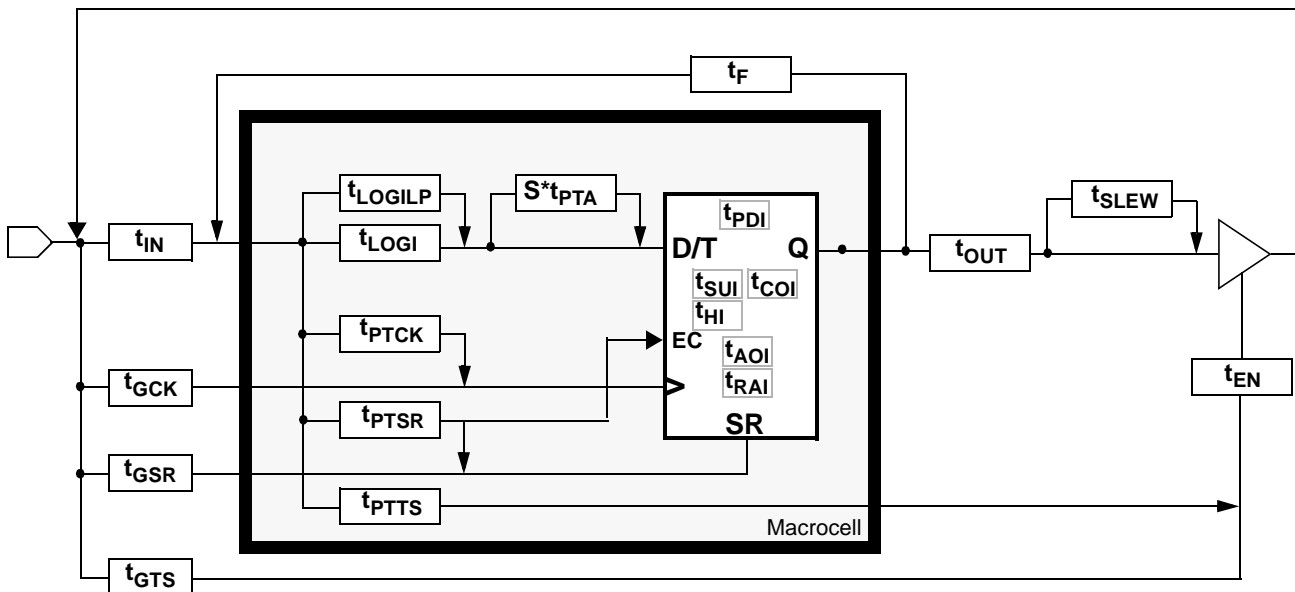 tF
tLOGILP
S*tPTA
tPDI
tSLEW
tIN
tLOGI
D/T
Q
tOUT
tSUI
tCOI
tHI
tPTCK
EC
tAOI
tGCK
>
tRAI
tEN
tPTSR
SR
tGSR
tPTTS
Macrocell
tGTS